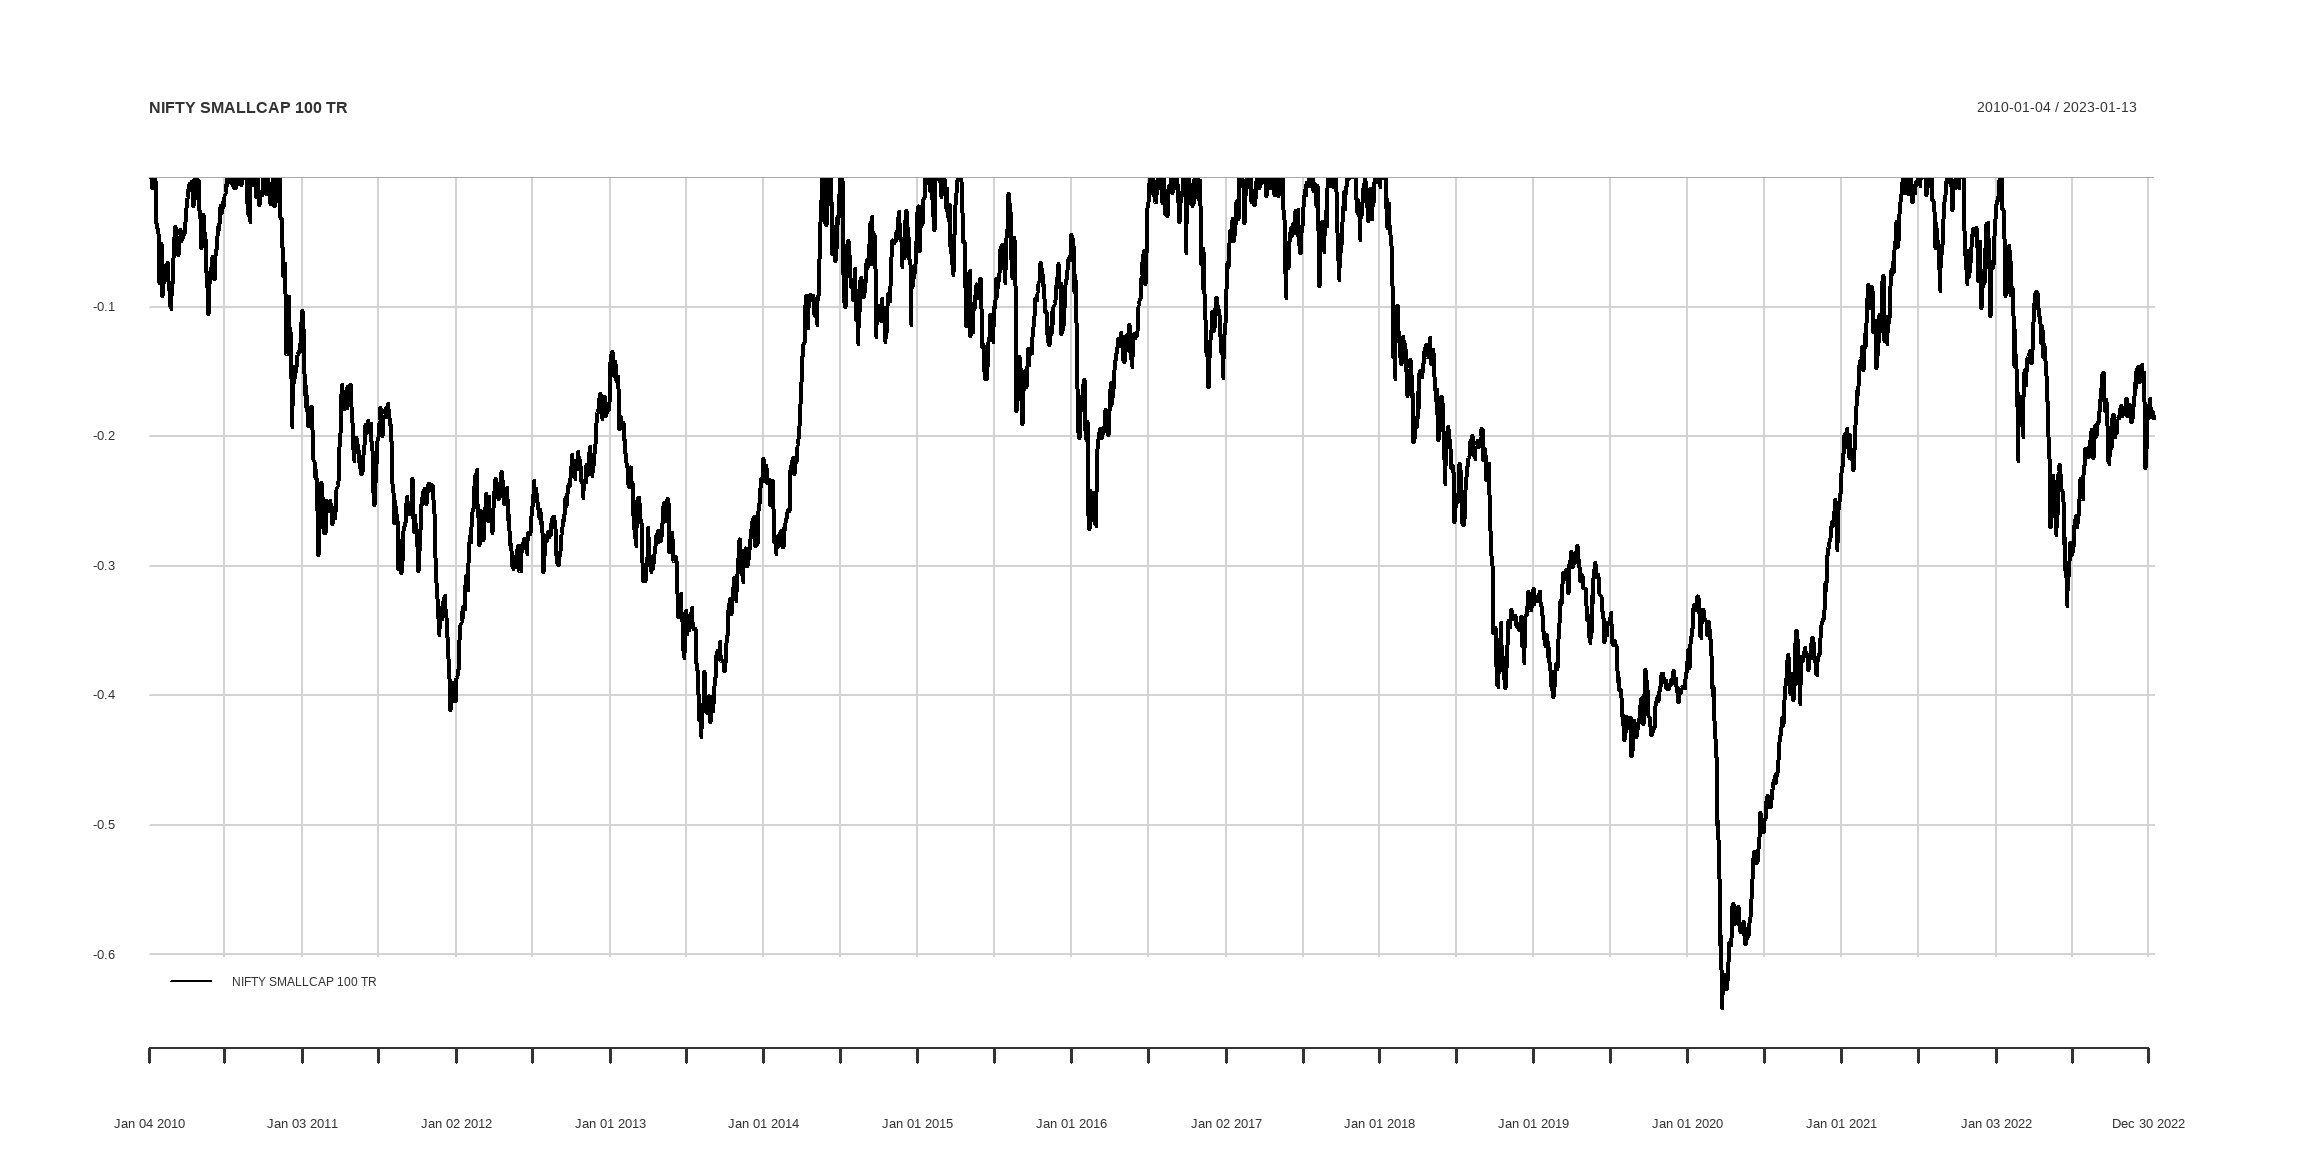 NIFTY SMALLCAP 100 TR
2010-01-04 / 2023-01-13
-0.1
-0.2
-0.3
-0.4
-0.5
-0.6
NIFTY SMALLCAP 100 TR
Jan 04 2010
Jan 03 2011
Jan 02 2012
Jan 01 2013
Jan 01 2014
Jan 01 2015
Jan 01 2016
Jan 02 2017
Jan 01 2018
Jan 01 2019
Jan 01 2020
Jan 01 2021
Jan 03 2022
Dec 30 2022